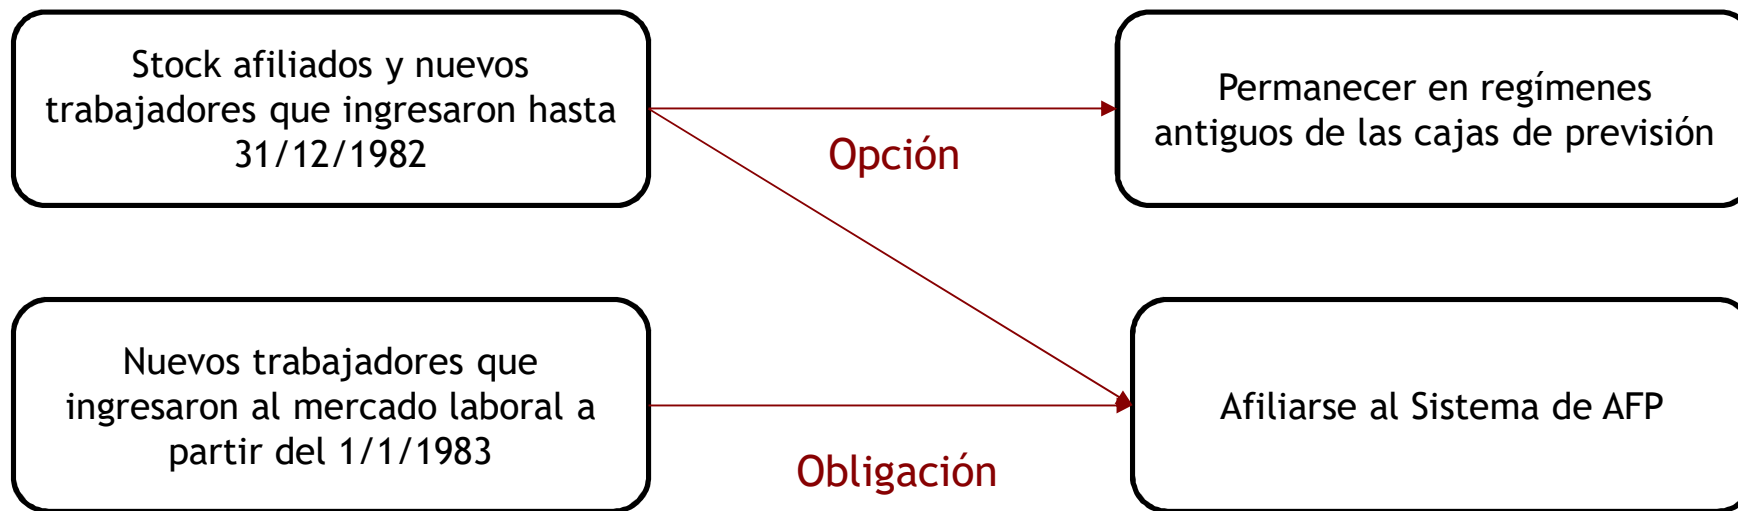 Stock afiliados y nuevos
trabajadores que ingresaron hasta
31/12/1982
Opción
Permanecer en regímenes
antiguos de las cajas de previsión
Nuevos trabajadores que
ingresaron al mercado laboral a
partir del 1/1/1983
Obligación
Afiliarse al Sistema de AFP